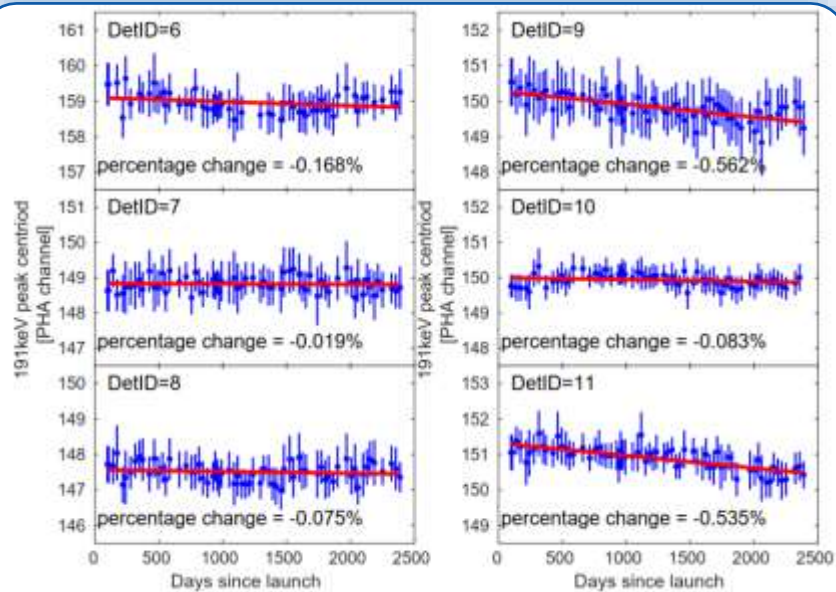 161
160
159
158
157
DetID=6
percentage change = -0.168%
151
150
149
148
147
DetID=7
percentage change = -0.019%
150
149
148
147
146
DetID=8
percentage change = -0.075%
0
500
1000
1500
2000
2500
Days since launch
191keV peak centriod
[PHA channel]
152
151
150
149
148
DetID=9
percentage change = -0.562%
152
151
150
149
148
DetID=10
percentage change = -0.083%
153
152
151
150
149
DetID=11
percentage change = -0.535%
0
500
1000
1500
2000
2500
Days since launch
191keV peak centriod
[PHA channel]